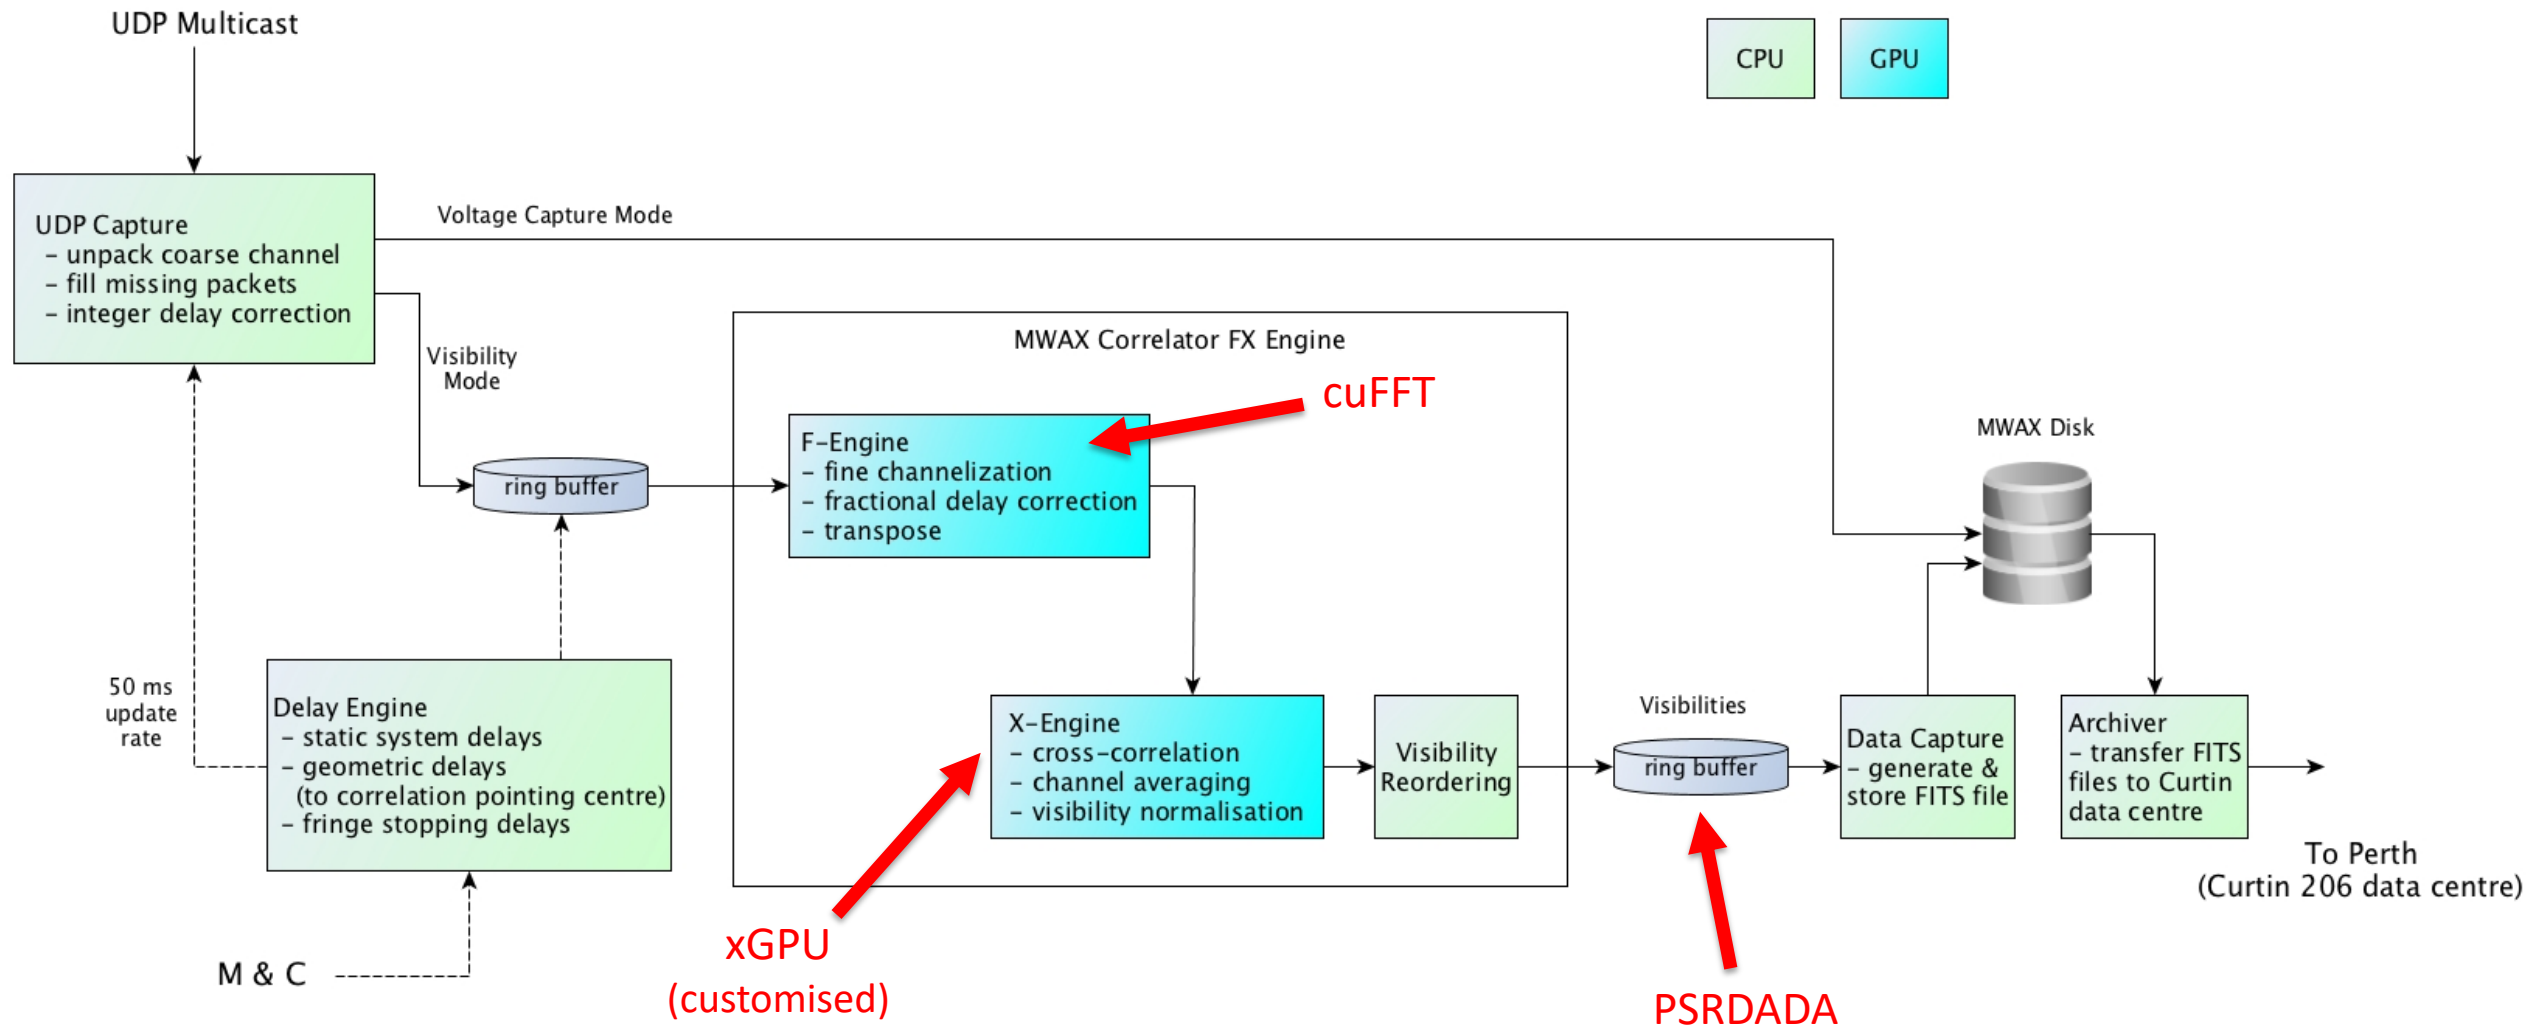 UDP Multicast
CPU
GPU
UDP Capture
– unpack coarse channel
– fill missing packets
– integer delay correction
Voltage Capture Mode
Visibility
Mode
MWAX Correlator FX Engine
cuFFT
F–Engine
– fine channelization
– fractional delay correction
– transpose
ring buffer
MWAX Disk
50 ms
update
rate
Delay Engine
– static system delays
– geometric delays
(to correlation pointing centre)
– fringe stopping delays
X–Engine
– cross–correlation
– channel averaging
– visibility normalisation
Visibility
Reordering
Visibilities
ring buffer
Data Capture
– generate &
store FITS file
Archiver
– transfer FITS
files to Curtin
data centre
To Perth
(Curtin 206 data centre)
M & C
xGPU
(customised)
PSRDADA